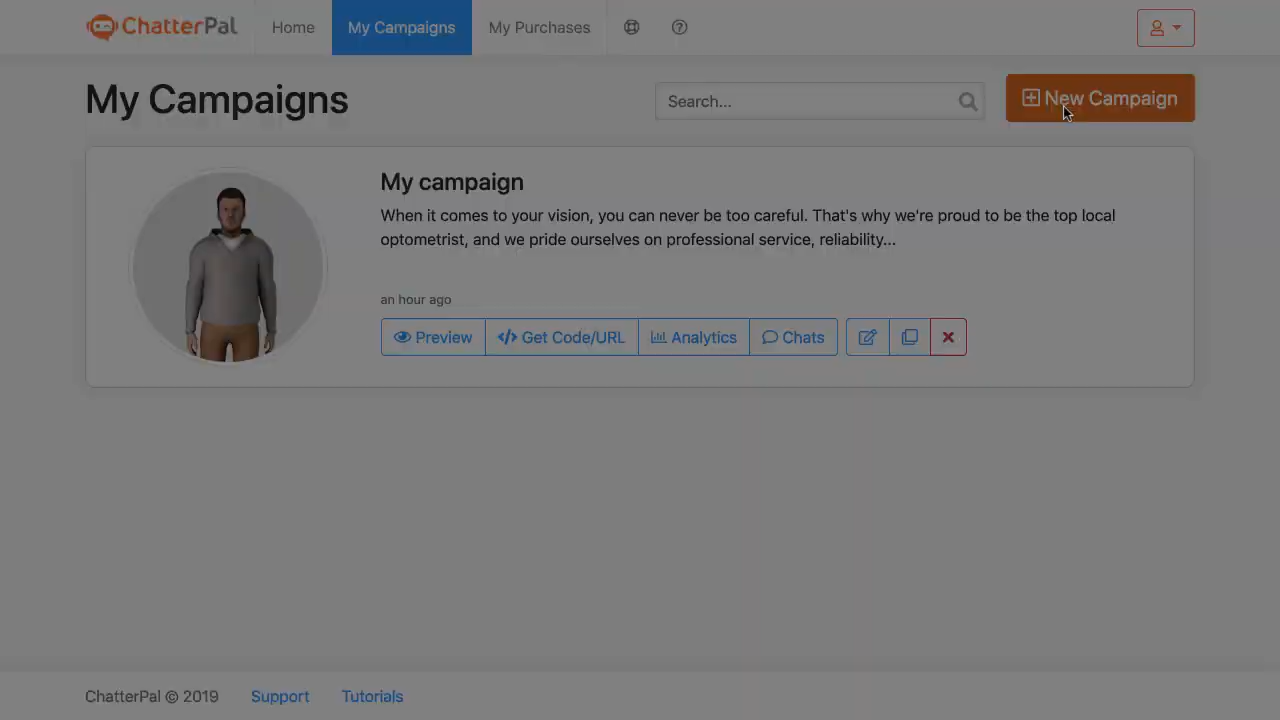 ChatterPal
Home
My Campaigns
My Purchases
My Campaigns
Search...
New Campaign
My campaign
When it comes to your vision, you can never be too careful. That's why we're proud to be the top local
optometrist, and we pride ourselves on professional service, reliability...
an hour ago
Preview
Get Code/URL
Analytics
Chats
ChatterPal © 2019
Support
Tutorials